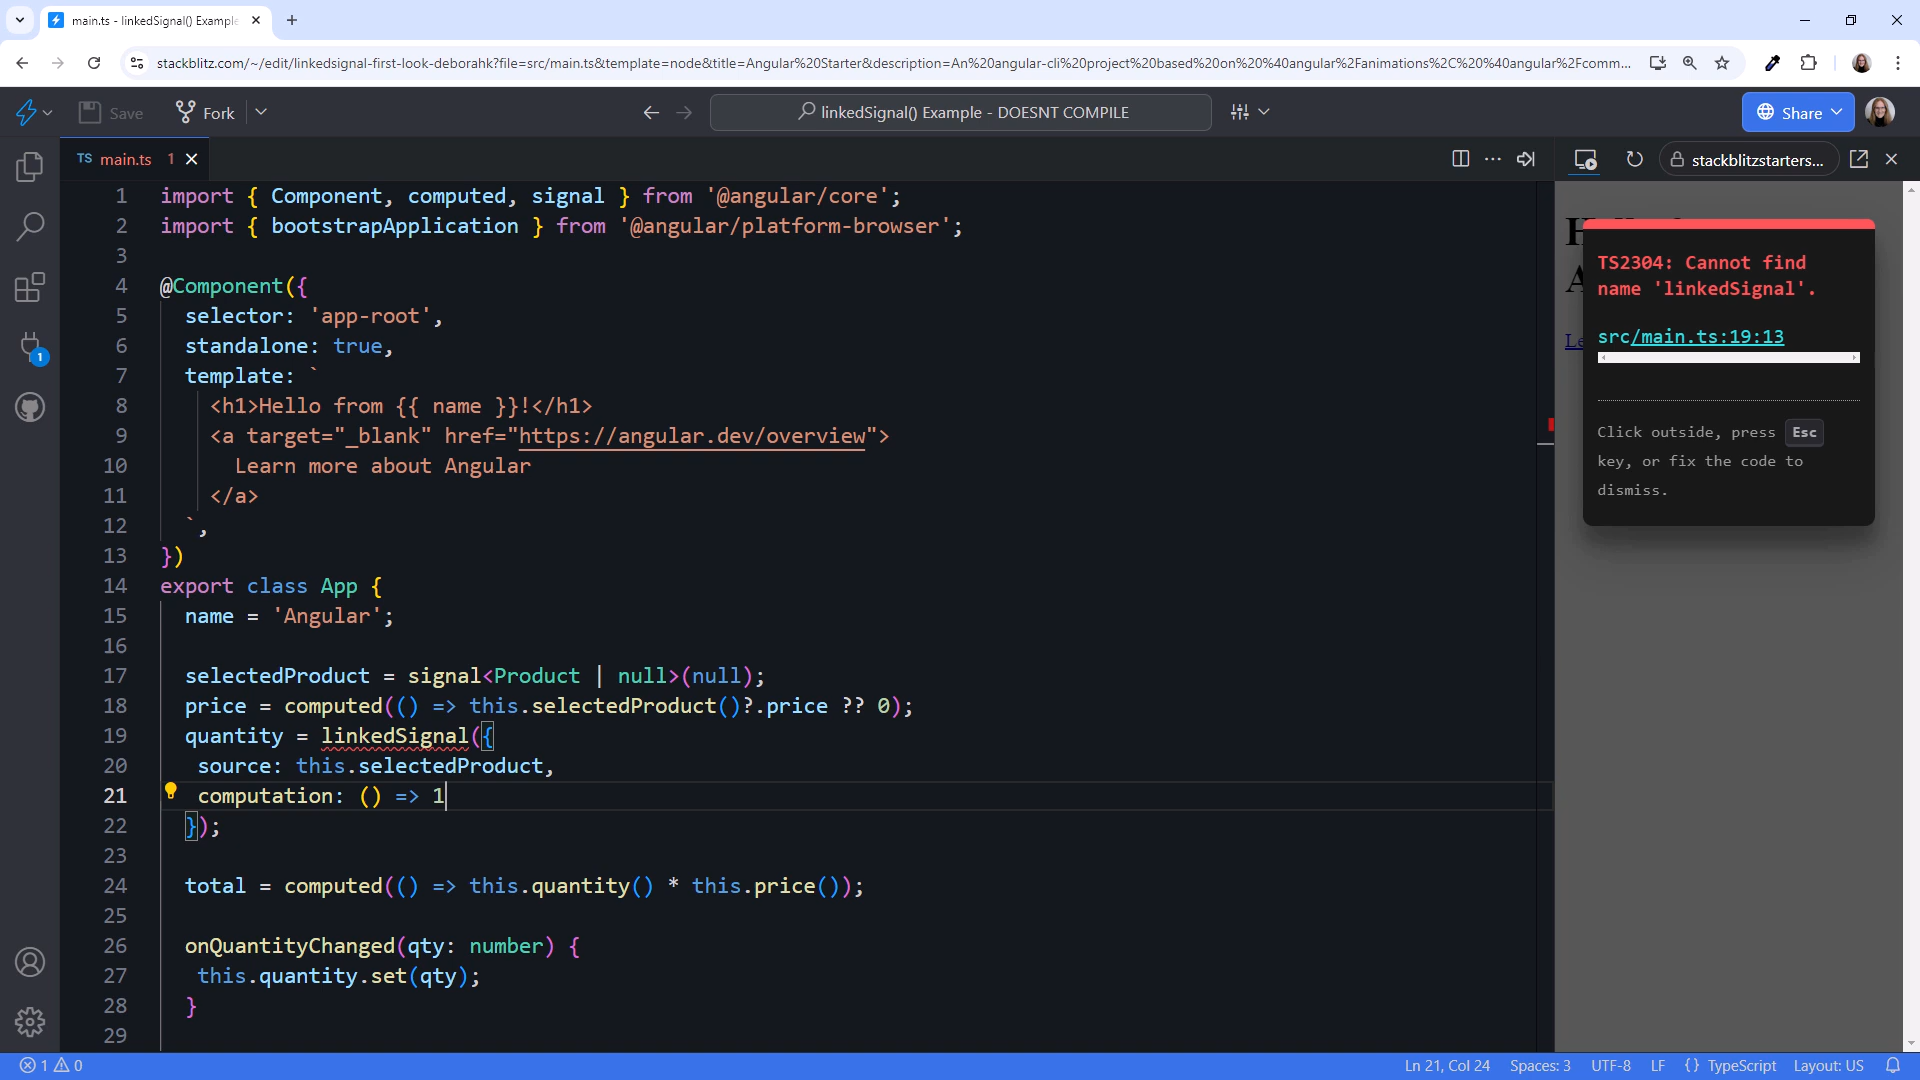 main.ts - linkedSignal() Example
stackblitz.com/~/edit/linkedsignal-first-look-deborahk?file=src/main.ts&template=node&title=Angular%20Starter&description=An%20angular-cli%20project%20based%20on%20%40angular%2Fanimations%2C%20%40angular%2Fcomm...
Save
Fork
linkedSignal() Example - DOESNT COMPILE
Share
TS main.ts 1
stackblitzstarters...
1 import { Component, computed, signal } from '@angular/core';
2 import { bootstrapApplication } from '@angular/platform-browser';
3
4 @Component({
5 selector: 'app-root',
6 standalone: true,
7 template: `
8 <h1>Hello from {{ name }}!</h1>
9 <a target="_blank" href="https://angular.dev/overview">
10 Learn more about Angular
11 </a>
12 `,
13 })
14 export class App {
15 name = 'Angular';
16
17 selectedProduct = signal<Product | null>(null);
18 price = computed(() => this.selectedProduct()?.price ?? 0);
19 quantity = linkedSignal({
20 source: this.selectedProduct,
21 computation: () => 1
22 });
23
24 total = computed(() => this.quantity() * this.price());
25
26 onQuantityChanged(qty: number) {
27 this.quantity.set(qty);
28 }
29
1
TS2304: Cannot find
name 'linkedSignal'.
src/main.ts:19:13
Click outside, press Esc
key, or fix the code to
dismiss.
Le
1 0
Ln 21, Col 24
Spaces: 3
UTF-8
LF
{} TypeScript
Layout: US